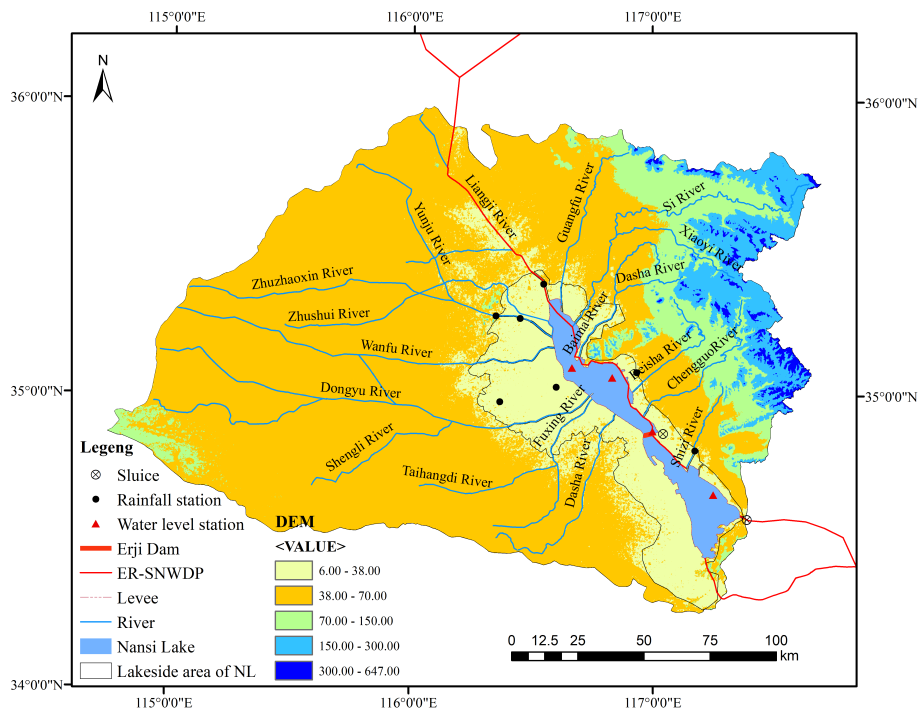 115°0'0"E
116°0'0"E
117°0'0"E
N
36°0'0"N
36°0'0"N
Liangji River
Guangfu River
Si River
Yunju River
Xiaoyi River
Zhuzhaoxin River
Dasha River
Zhushui River
Baima River
Wanfu River
Reisha River
ChengguoRiver
35°0'0"N
35°0'0"N
Dongyu River
Fuxing River
Shizi River
Shengli River
Taihangdi River
Dasha River
Legeng
Sluice
Rainfall station
Water level station
Erji Dam
ER-SNWDP
Levee
River
Nansi Lake
Lakeside area of NL
DEM
<VALUE>
6.00 - 38.00
38.00 - 70.00
70.00 - 150.00
150.00 - 300.00
300.00 - 647.00
0 12.5 25 50 75 100
km
34°0'0"N
34°0'0"N
115°0'0"E
116°0'0"E
117°0'0"E